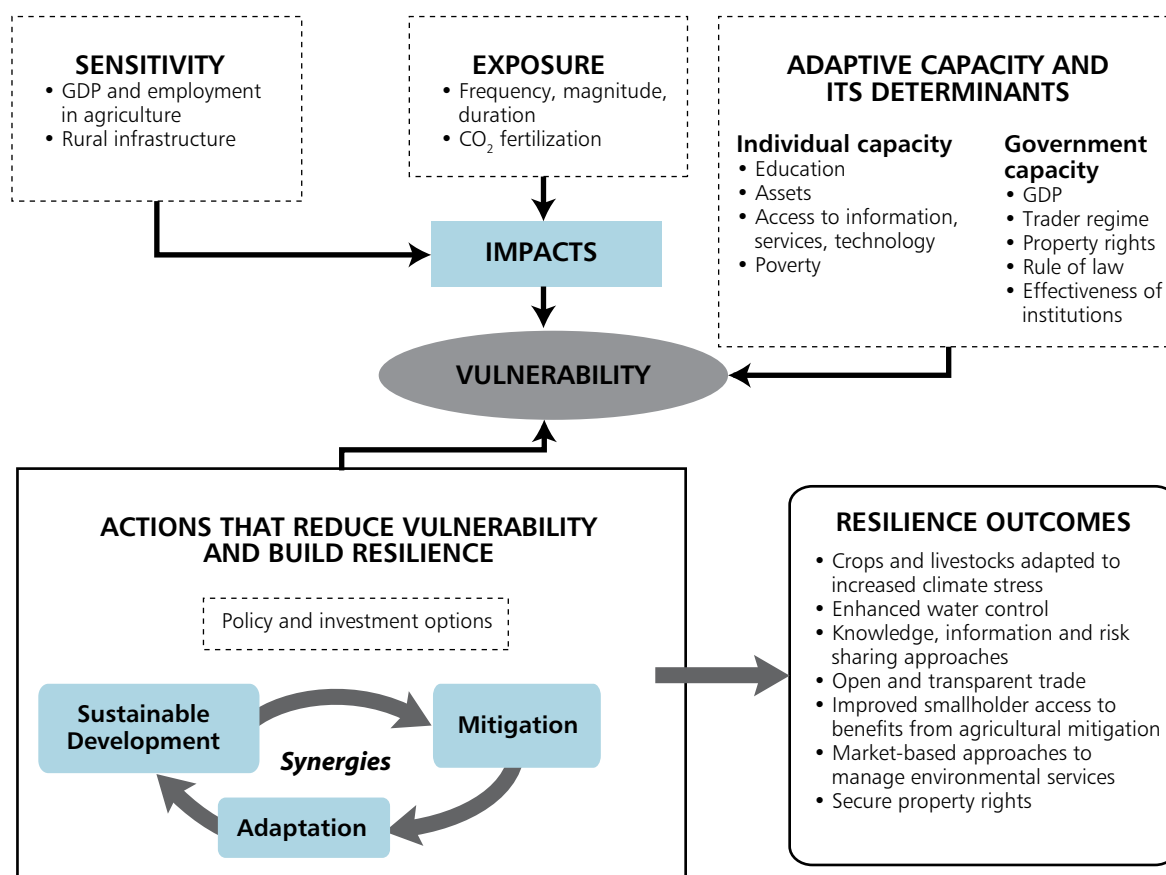 SENSITIVITY
• GDP and employment
in agriculture
• Rural infrastructure
EXPOSURE
• Frequency, magnitude,
duration
• CO₂ fertilization
ADAPTIVE CAPACITY AND
ITS DETERMINANTS
Individual capacity
• Education
• Assets
• Access to information,
services, technology
• Poverty
Government
capacity
• GDP
• Trader regime
• Property rights
• Rule of law
• Effectiveness of
institutions
IMPACTS
VULNERABILITY
ACTIONS THAT REDUCE VULNERABILITY
AND BUILD RESILIENCE
Policy and investment options
Sustainable
Development
Mitigation
Synergies
Adaptation
RESILIENCE OUTCOMES
• Crops and livestocks adapted to
increased climate stress
• Enhanced water control
• Knowledge, information and risk
sharing approaches
• Open and transparent trade
• Improved smallholder access to
benefits from agricultural mitigation
• Market-based approaches to
manage environmental services
• Secure property rights